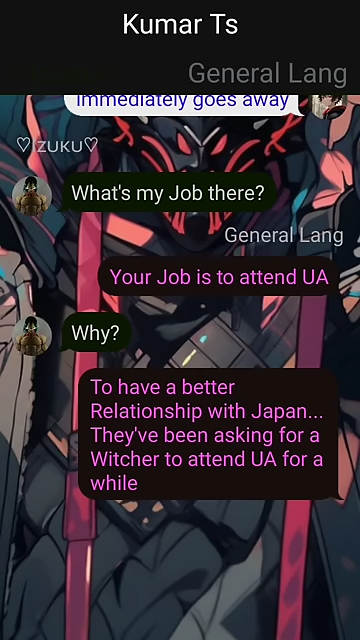 Kumar Ts
General Lang
Immediately goes away
♡ZUKU♡
What's my Job there?
General Lang
Your Job is to attend UA
Why?
To have a better
Relationship with Japan...
They've been asking for a
Witcher to attend UA for a
while